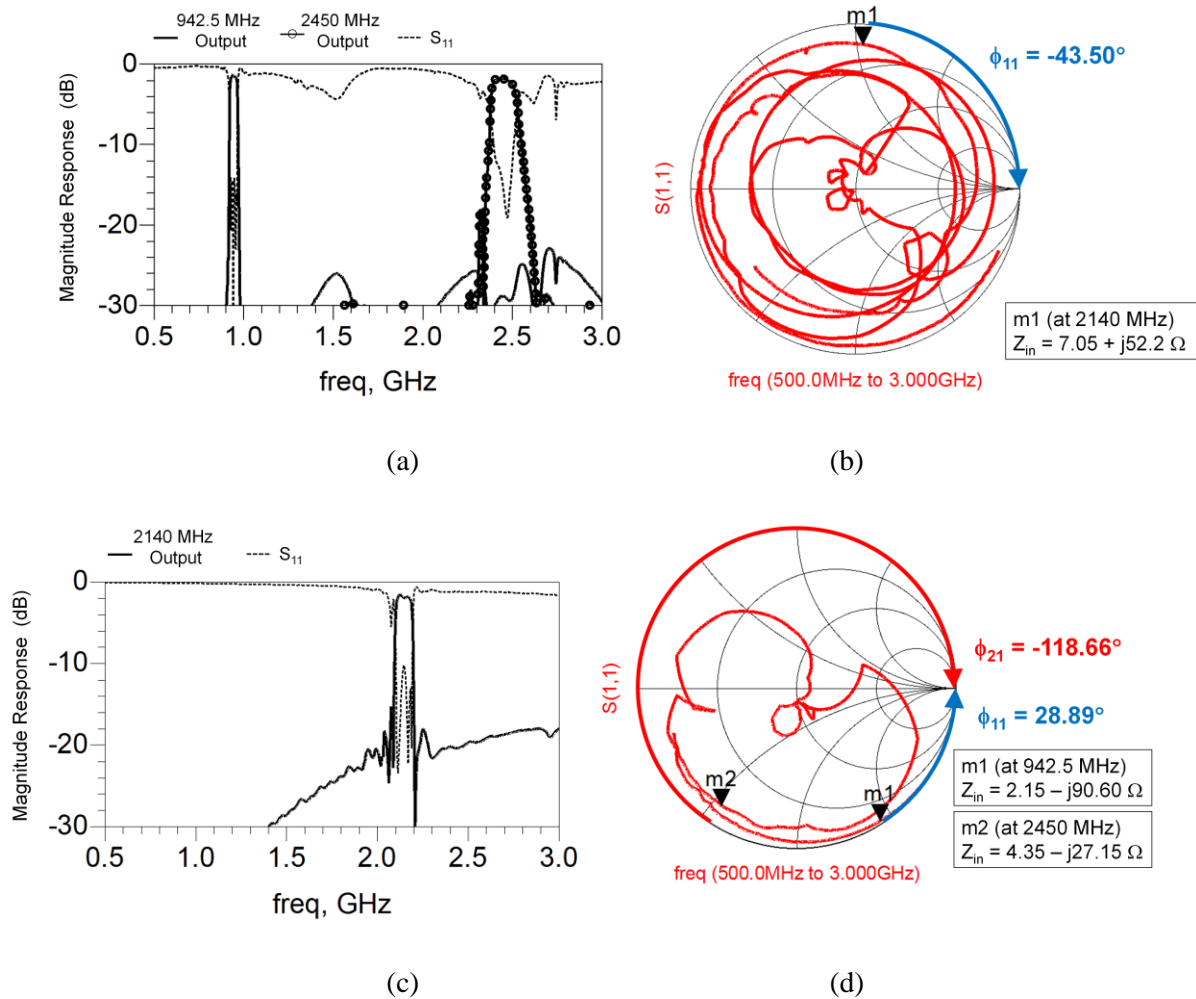 942.5 MHz Output
2450 MHz Output
S11
Magnitude Response (dB)
0
-10
-20
-30
0.5 1.0 1.5 2.0 2.5 3.0
freq, GHz
(a)
m1
ϕ11 = -43.50°
S(1,1)
m1 (at 2140 MHz)
Zin = 7.05 + j52.2 Ω
freq (500.0MHz to 3.000GHz)
(b)
2140 MHz Output
S11
Magnitude Response (dB)
0
-10
-20
-30
0.5 1.0 1.5 2.0 2.5 3.0
freq, GHz
(c)
S(1,1)
ϕ21 = -118.66°
ϕ11 = 28.89°
m2
m1
m1 (at 942.5 MHz)
Zin = 2.15 – j90.60 Ω
m2 (at 2450 MHz)
Zin = 4.35 – j27.15 Ω
freq (500.0MHz to 3.000GHz)
(d)